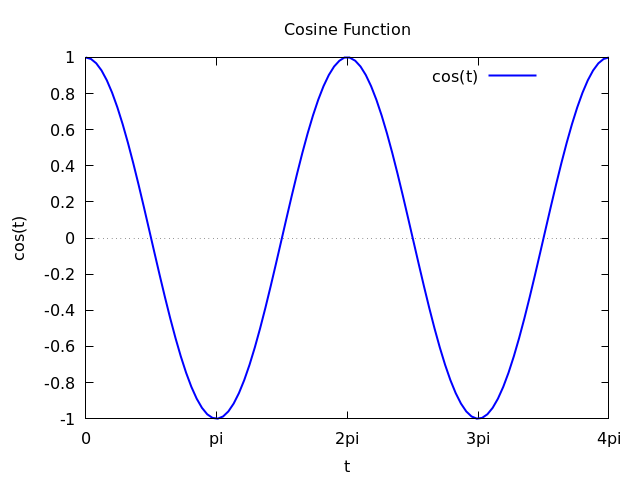 Cosine Function
cos(t)
1
0.8
0.6
0.4
0.2
0
-0.2
-0.4
-0.6
-0.8
-1
cos(t)
0 pi 2pi 3pi 4pi
t